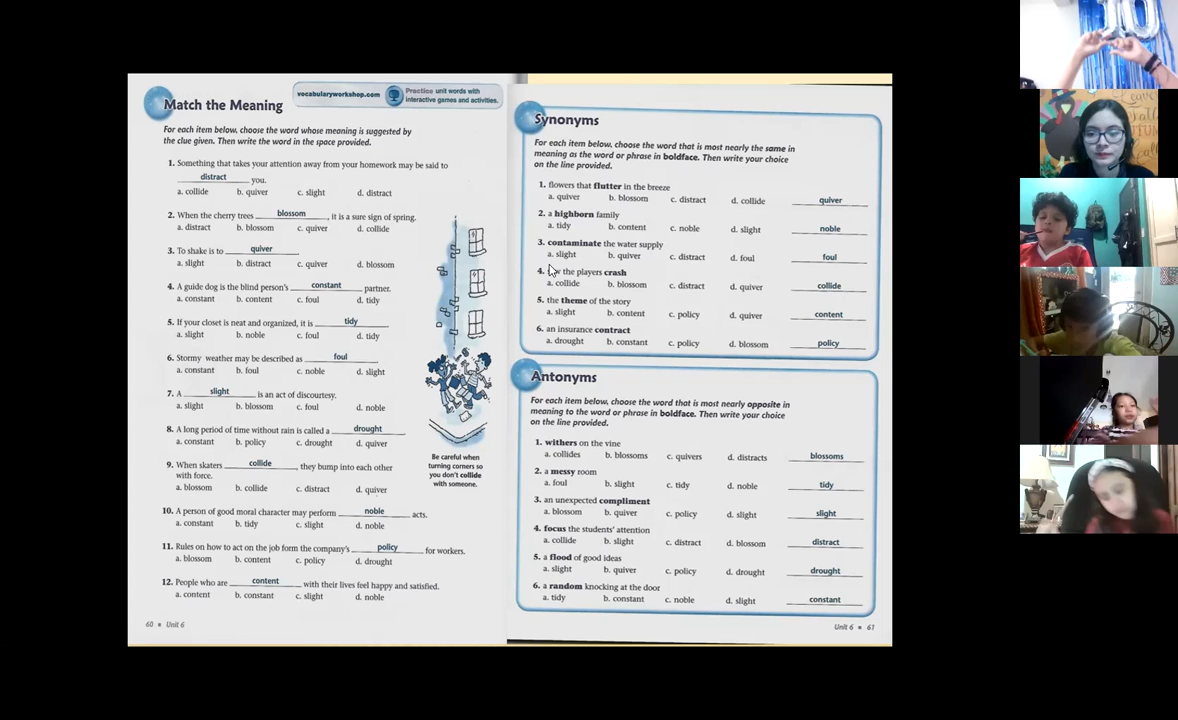 Match the Meaning
vocabularyworkshop.com
Practice unit words with
interactive games and activities.
For each item below, choose the word whose meaning is suggested by
the clue given. Then write the word in the space provided.
1. Something that takes your attention away from your homework may be said to
distract you.
a. collide b. quiver c. slight d. distract
2. When the cherry trees blossom, it is a sure sign of spring.
a. distract b. blossom c. quiver d. collide
3. To shake is to quiver.
a. slight b. distract c. quiver d. blossom
4. A guide dog is the blind person's constant partner.
a. constant b. content c. foul d. tidy
5. If your closet is neat and organized, it is tidy.
a. slight b. noble c. foul d. tidy
6. Stormy weather may be described as foul
a. constant b. foul c. noble d. slight
7. A slight is an act of discourtesy.
a. slight b. blossom c. foul d. noble
8. A long period of time without rain is called a drought
a. constant b. policy c. drought d. quiver
9. When skaters collide, they bump into each other
with force.
a. blossom b. collide c. distract d. quiver
10. A person of good moral character may perform noble acts.
a. constant b. tidy c. slight d. noble
11. Rules on how to act on the job form the company's policy for workers.
a. blossom b. content c. policy d. drought
12. People who are content with their lives feel happy and satisfied.
a. content b. constant c. slight d. noble
Be careful when
turning corners so
you don't collide
with someone.
60 ■ Unit 6
Synonyms
For each item below, choose the word that is most nearly the same in
meaning as the word or phrase in boldface. Then write your choice
on the line provided.
1. flowers that flutter in the breeze
a. quiver b. blossom c. distract d. collide quiver
2. a highborn family
a. tidy b. content c. noble d. slight noble
3. contaminate the water supply
a. slight b. quiver c. distract d. foul foul
4. the players crash
a. collide b. blossom c. distract d. quiver collide
5. the theme of the story
a. slight b. content c. policy d. quiver content
6. an insurance contract
a. drought b. constant c. policy d. blossom policy
Antonyms
For each item below, choose the word that is most nearly opposite in
meaning to the word or phrase in boldface. Then write your choice
on the line provided.
1. withers on the vine
a. collides b. blossoms c. quivers d. distracts blossoms
2. a messy room
a. foul b. slight c. tidy d. noble tidy
3. an unexpected compliment
a. blossom b. quiver c. policy d. slight slight
4. focus the students' attention
a. collide b. slight c. distract d. blossom distract
5. a flood of good ideas
a. slight b. quiver c. policy d. drought drought
6. a random knocking at the door
a. tidy b. constant c. noble d. slight constant
Unit 6 ■ 61
10